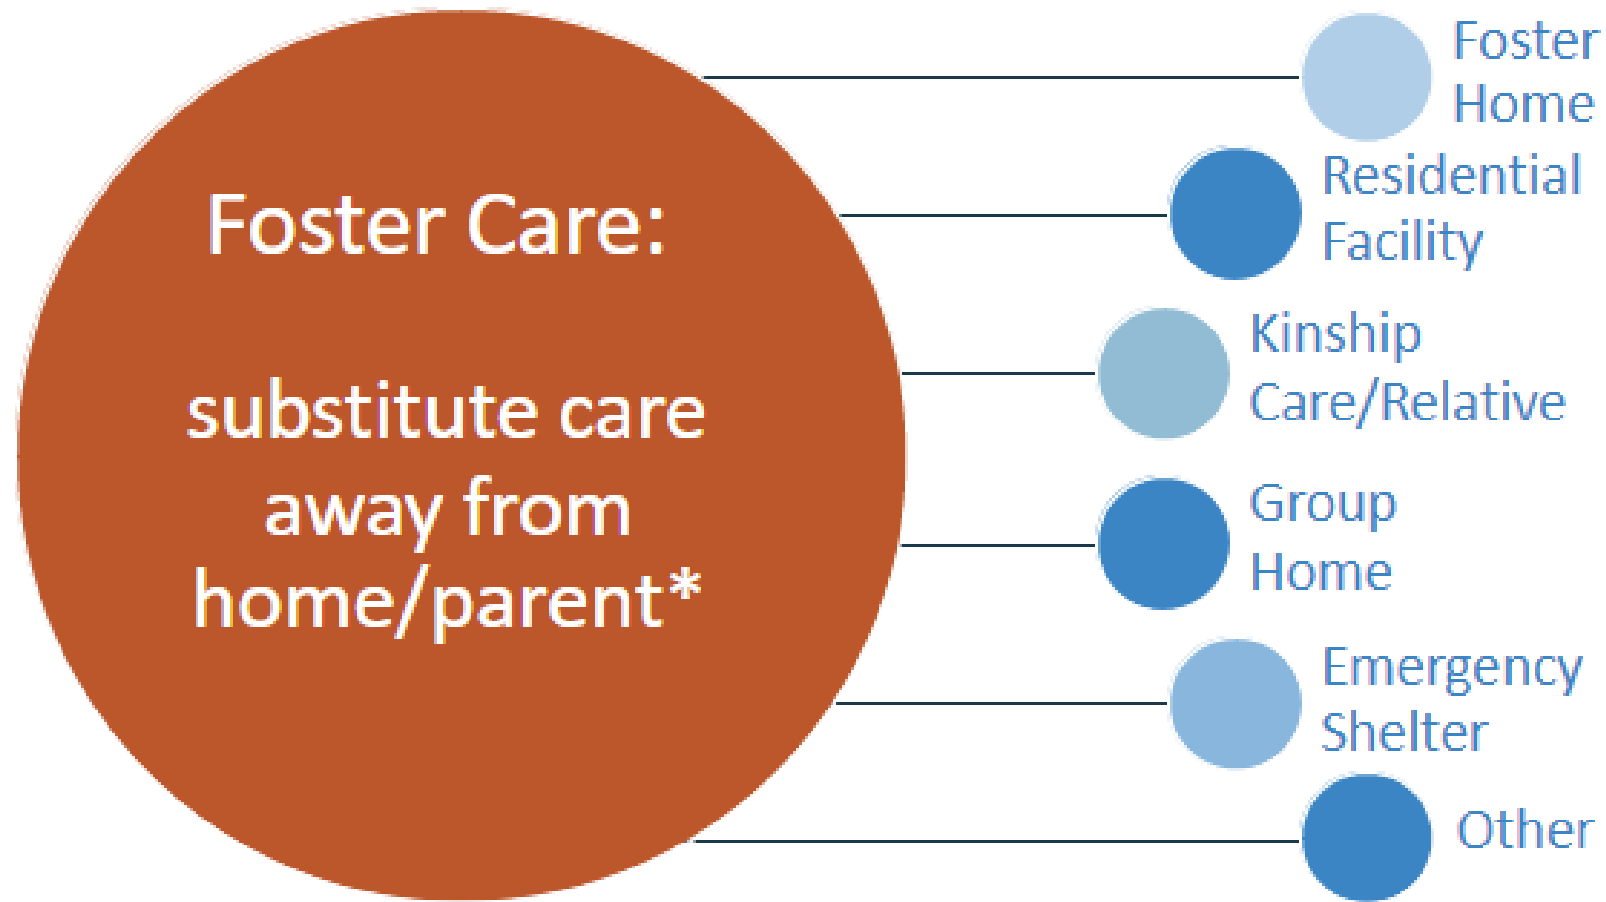 Foster Care:
substitute care
away from
home/parent*
Foster
Home
Residential
Facility
Kinship
Care/Relative
Group
Home
Emergency
Shelter
Other